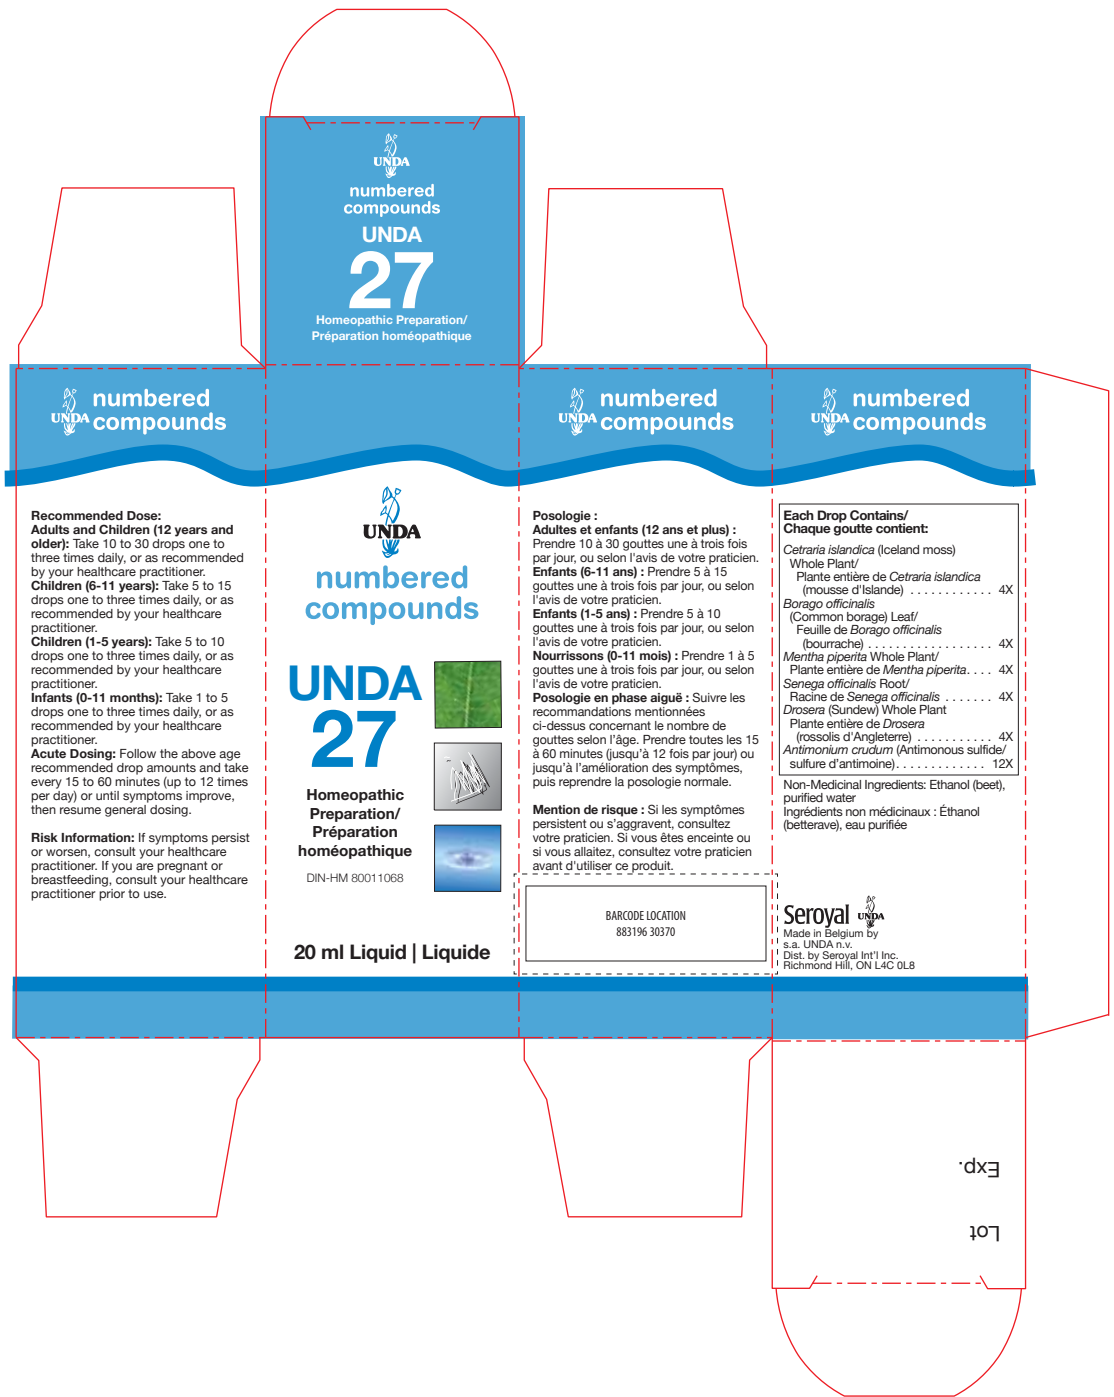 UNDA
numbered
compounds
UNDA
27
Homeopathic Preparation/
Préparation homéopathique
UNDA
numbered
compounds
UNDA
numbered
compounds
UNDA
numbered
compounds
Recommended Dose:
Adults and Children (12 years and
older): Take 10 to 30 drops one to
three times daily, or as recommended
by your healthcare practitioner.
Children (6-11 years): Take 5 to 15
drops one to three times daily, or as
recommended by your healthcare
practitioner.
Children (1-5 years): Take 5 to 10
drops one to three times daily, or as
recommended by your healthcare
practitioner.
Infants (0-11 months): Take 1 to 5
drops one to three times daily, or as
recommended by your healthcare
practitioner.
Acute Dosing: Follow the above age
recommended drop amounts and take
every 15 to 60 minutes (up to 12 times
per day) or until symptoms improve,
then resume general dosing.
Risk Information: If symptoms persist
or worsen, consult your healthcare
practitioner. If you are pregnant or
breastfeeding, consult your healthcare
practitioner prior to use.
UNDA
numbered
compounds
UNDA
27
Homeopathic
Preparation/
Préparation
homéopathique
DIN-HM 80011068
20 ml Liquid | Liquide
Posologie :
Adultes et enfants (12 ans et plus) :
Prendre 10 à 30 gouttes une à trois fois
par jour, ou selon l'avis de votre praticien.
Enfants (6-11 ans) : Prendre 5 à 15
gouttes une à trois fois par jour, ou selon
l'avis de votre praticien.
Enfants (1-5 ans) : Prendre 5 à 10
gouttes une à trois fois par jour, ou selon
l'avis de votre praticien.
Nourrissons (0-11 mois) : Prendre 1 à 5
gouttes une à trois fois par jour, ou selon
l'avis de votre praticien.
Posologie en phase aiguë : Suivre les
recommandations mentionnées
ci-dessus concernant le nombre de
gouttes selon l’âge. Prendre toutes les 15
à 60 minutes (jusqu’à 12 fois par jour) ou
jusqu’à l’amélioration des symptômes,
puis reprendre la posologie normale.
Mention de risque : Si les symptômes
persistent ou s’aggravent, consultez
votre praticien. Si vous êtes enceinte ou
si vous allaitez, consultez votre praticien
avant d'utiliser ce produit.
BARCODE LOCATION
883196 30370
Each Drop Contains/
Chaque goutte contient:
Cetraria islandica (Iceland moss)
Whole Plant/
Plante entière de Cetraria islandica
(mousse d'Islande) . . . . . . . . . . . . 4X
Borago officinalis
(Common borage) Leaf/
Feuille de Borago officinalis
(bourrache) . . . . . . . . . . . . . . . . . . 4X
Mentha piperita Whole Plant/
Plante entière de Mentha piperita. . . . 4X
Senega officinalis Root/
Racine de Senega officinalis . . . . . . 4X
Drosera (Sundew) Whole Plant
Plante entière de Drosera
(rossolis d'Angleterre) . . . . . . . . . . . 4X
Antimonium crudum (Antimonous sulfide/
sulfure d’antimoine). . . . . . . . . . . . . 12X
Non-Medicinal Ingredients: Ethanol (beet),
purified water
Ingrédients non médicinaux : Éthanol
(betterave), eau purifiée
Seroyal UNDA
Made in Belgium by
s.a. UNDA n.v.
Dist. by Seroyal Int’l Inc.
Richmond Hill, ON L4C 0L8
Exp.
Lot